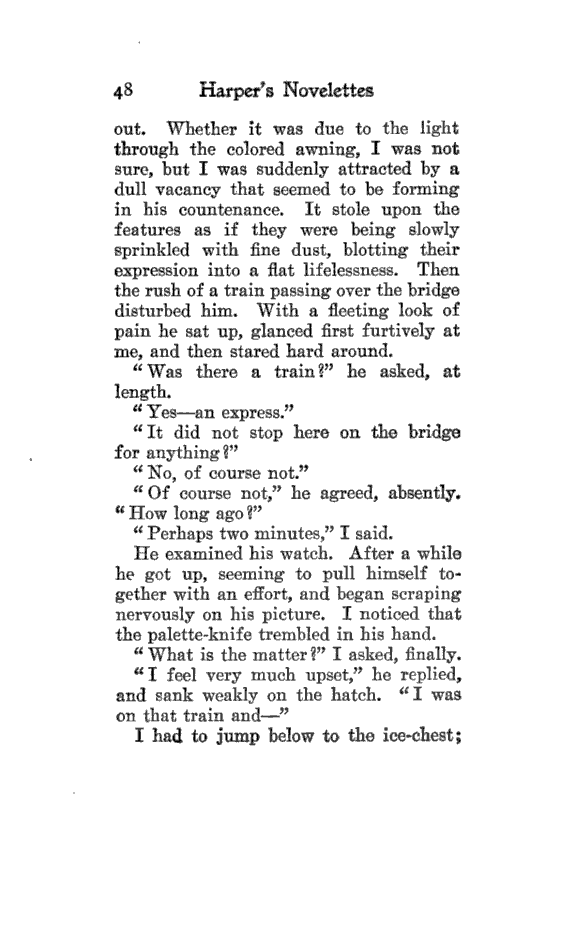 48 Harper's Novelettes
out. Whether it was due to the light
through the colored awning, I was not
sure, but I was suddenly attracted by a
dull vacancy that seemed to be forming
in his countenance. It stole upon the
features as if they were being slowly
sprinkled with fine dust, blotting their
expression into a flat lifelessness. Then
the rush of a train passing over the bridge
disturbed him. With a fleeting look of
pain he sat up, glanced first furtively at
me, and then stared hard around.
"Was there a train?" he asked, at
length.
"Yes—an express."
"It did not stop here on the bridge
for anything?"
"No, of course not."
"Of course not," he agreed, absently.
"How long ago?"
"Perhaps two minutes," I said.
He examined his watch. After a while
he got up, seeming to pull himself to-
gether with an effort, and began scraping
nervously on his picture. I noticed that
the palette-knife trembled in his hand.
"What is the matter?" I asked, finally.
"I feel very much upset," he replied,
and sank weakly on the hatch. "I was
on that train and—"
I had to jump below to the ice-chest;